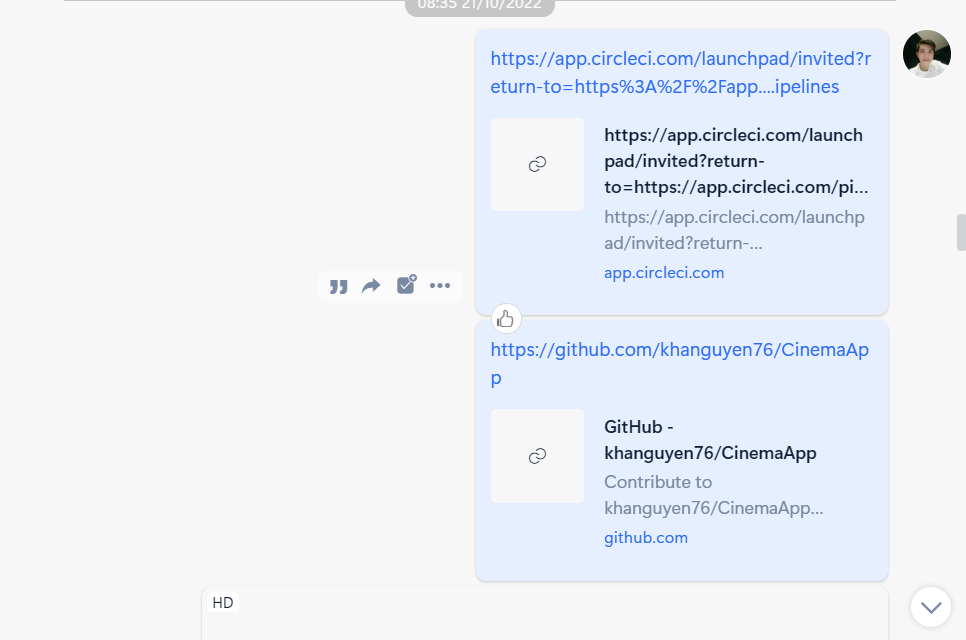 08:35 21/10/2022
https://app.circleci.com/launchpad/invited?r
eturn-to=https%3A%2F%2Fapp....ipelines
https://app.circleci.com/launch
pad/invited?return-
to=https://app.circleci.com/pi...
https://app.circleci.com/launchp
ad/invited?return-...
app.circleci.com
https://github.com/khanguyen76/CinemaAp
p
GitHub -
khanguyen76/CinemaApp
Contribute to
khanguyen76/CinemaApp...
github.com
HD